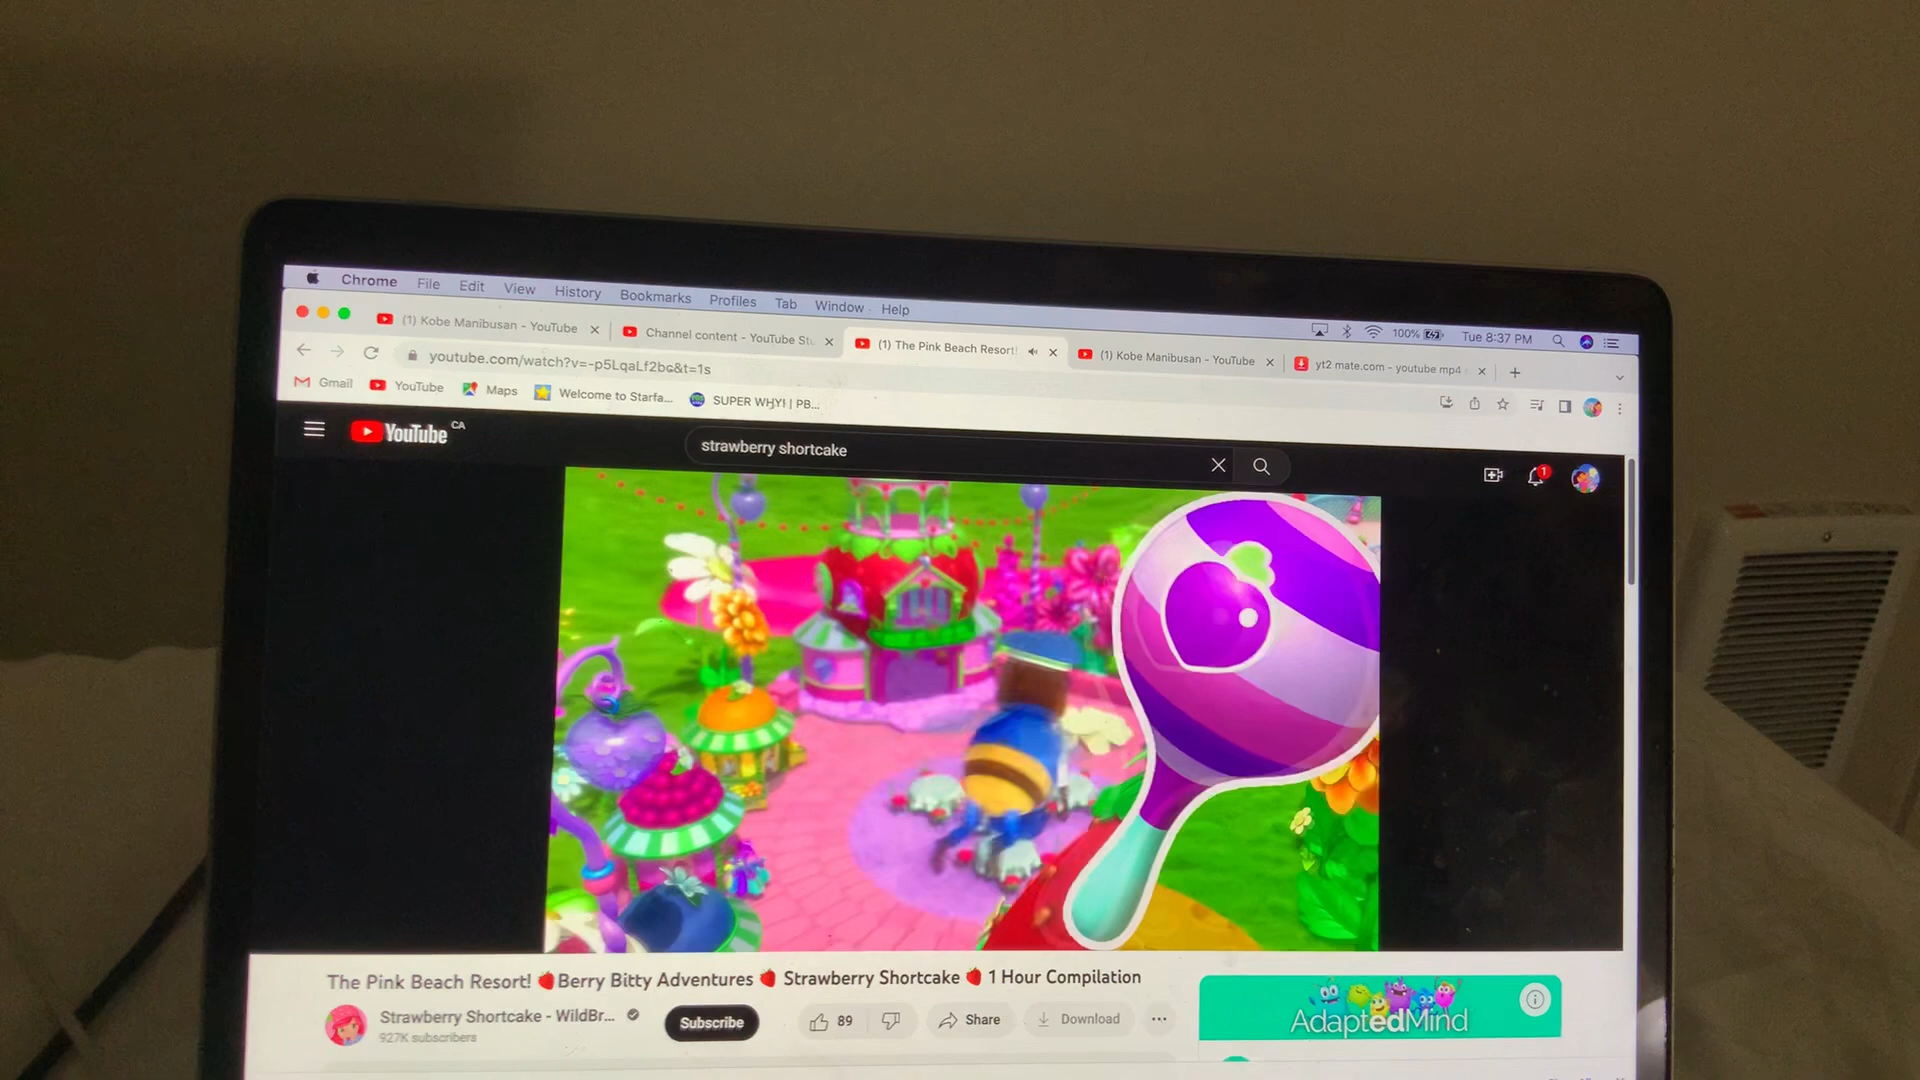 Chrome File Edit View History Bookmarks Profiles Tab Window Help
100% Tue 8:37 PM
(1) Kobe Manibusan - YouTube
Channel content - YouTube Stu
(1) The Pink Beach Resort!
(1) Kobe Manibusan - YouTube
yt2 mate.com - youtube mp4
youtube.com/watch?v=-p5LqaLf2bc&t=1s
Gmail YouTube Maps Welcome to Starfa... SUPER WHY! | PB...
YouTube CA
strawberry shortcake
1
The Pink Beach Resort! Berry Bitty Adventures Strawberry Shortcake 1 Hour Compilation
Strawberry Shortcake - WildBr...
927K subscribers
Subscribe
89
Share
Download
AdaptedMind